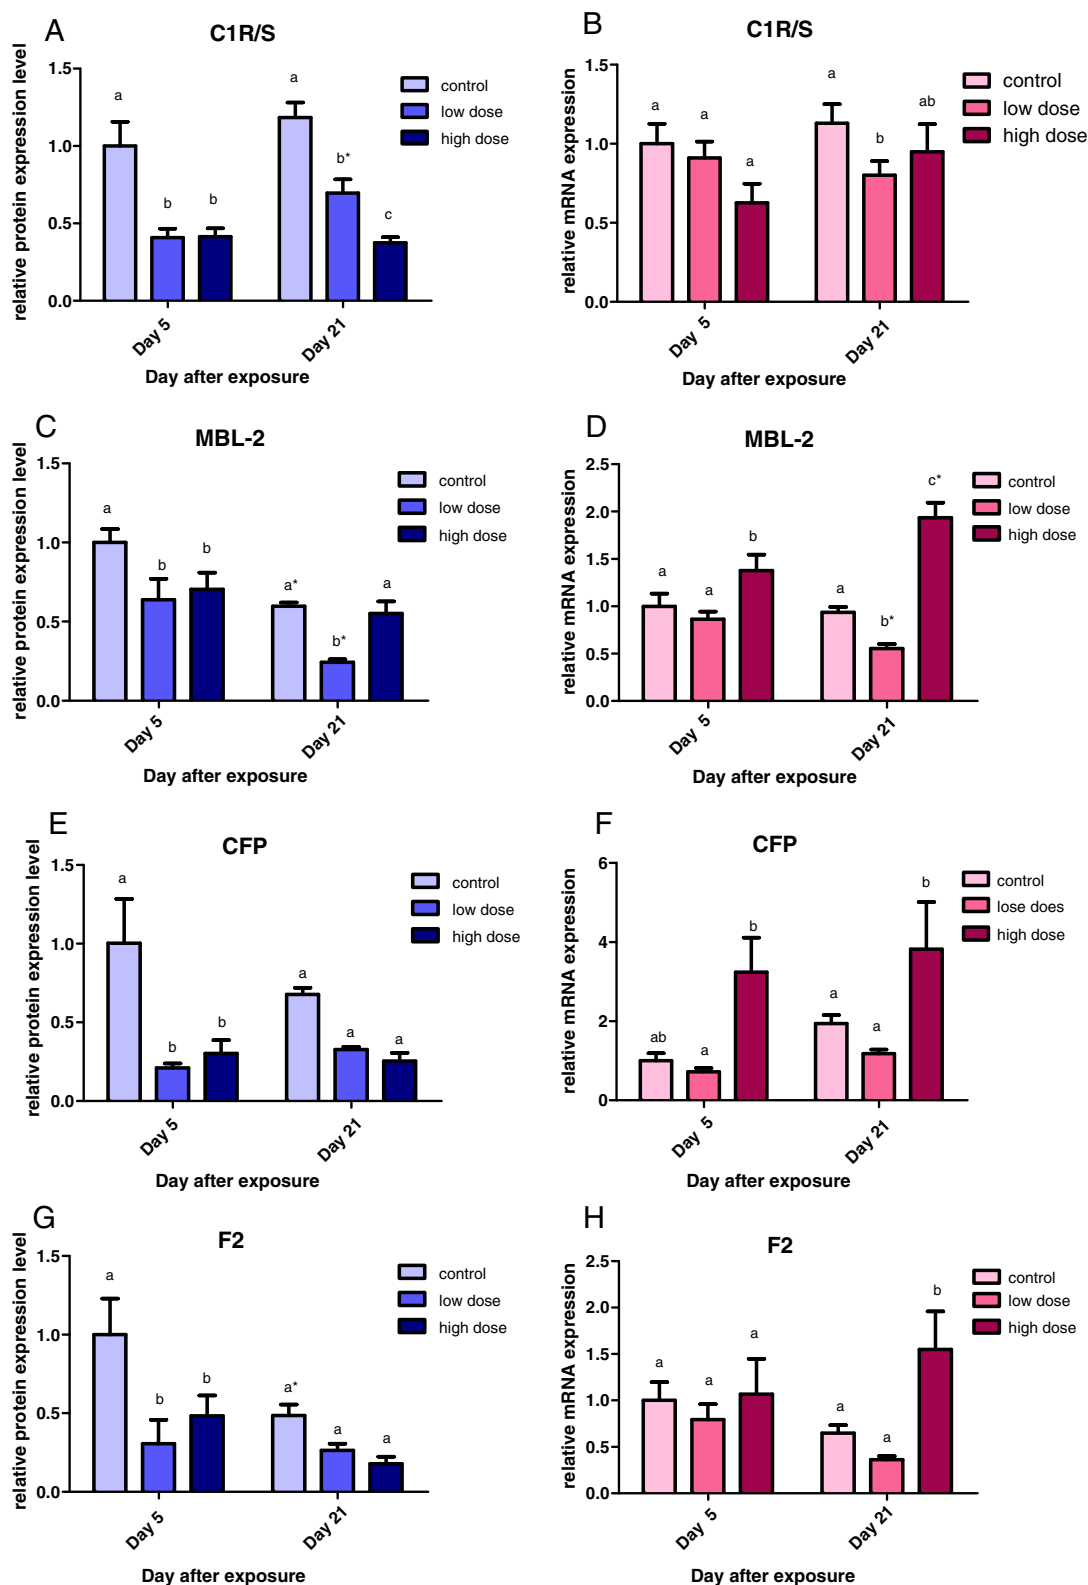 A
C1R/S
relative protein expression level
1.5
1.0
0.5
0.0
a
b
b
a
b*
c
control
low dose
high dose
Day 5
Day 21
Day after exposure
B
C1R/S
relative mRNA expression
1.5
1.0
0.5
0.0
a
a
a
a
b
ab
control
low dose
high dose
Day 5
Day 21
Day after exposure
C
MBL-2
relative protein expression level
1.5
1.0
0.5
0.0
a
b
b
a*
b*
a
control
low dose
high dose
Day 5
Day 21
Day after exposure
D
MBL-2
relative mRNA expression
2.5
2.0
1.5
1.0
0.5
0.0
a
a
b
a
b*
c*
control
low dose
high dose
Day 5
Day 21
Day after exposure
E
CFP
relative protein expression level
1.5
1.0
0.5
0.0
a
b
b
a
a
a
control
low dose
high dose
Day 5
Day 21
Day after exposure
F
CFP
relative mRNA expression
6
4
2
0
ab
a
b
a
a
b
control
lose does
high dose
Day 5
Day 21
Day after exposure
G
F2
relative protein expression level
1.5
1.0
0.5
0.0
a
b
b
a*
a
a
control
low dose
high dose
Day 5
Day 21
Day after exposure
H
F2
relative mRNA expression
2.5
2.0
1.5
1.0
0.5
0.0
a
a
a
a
a
b
control
low dose
high dose
Day 5
Day 21
Day after exposure